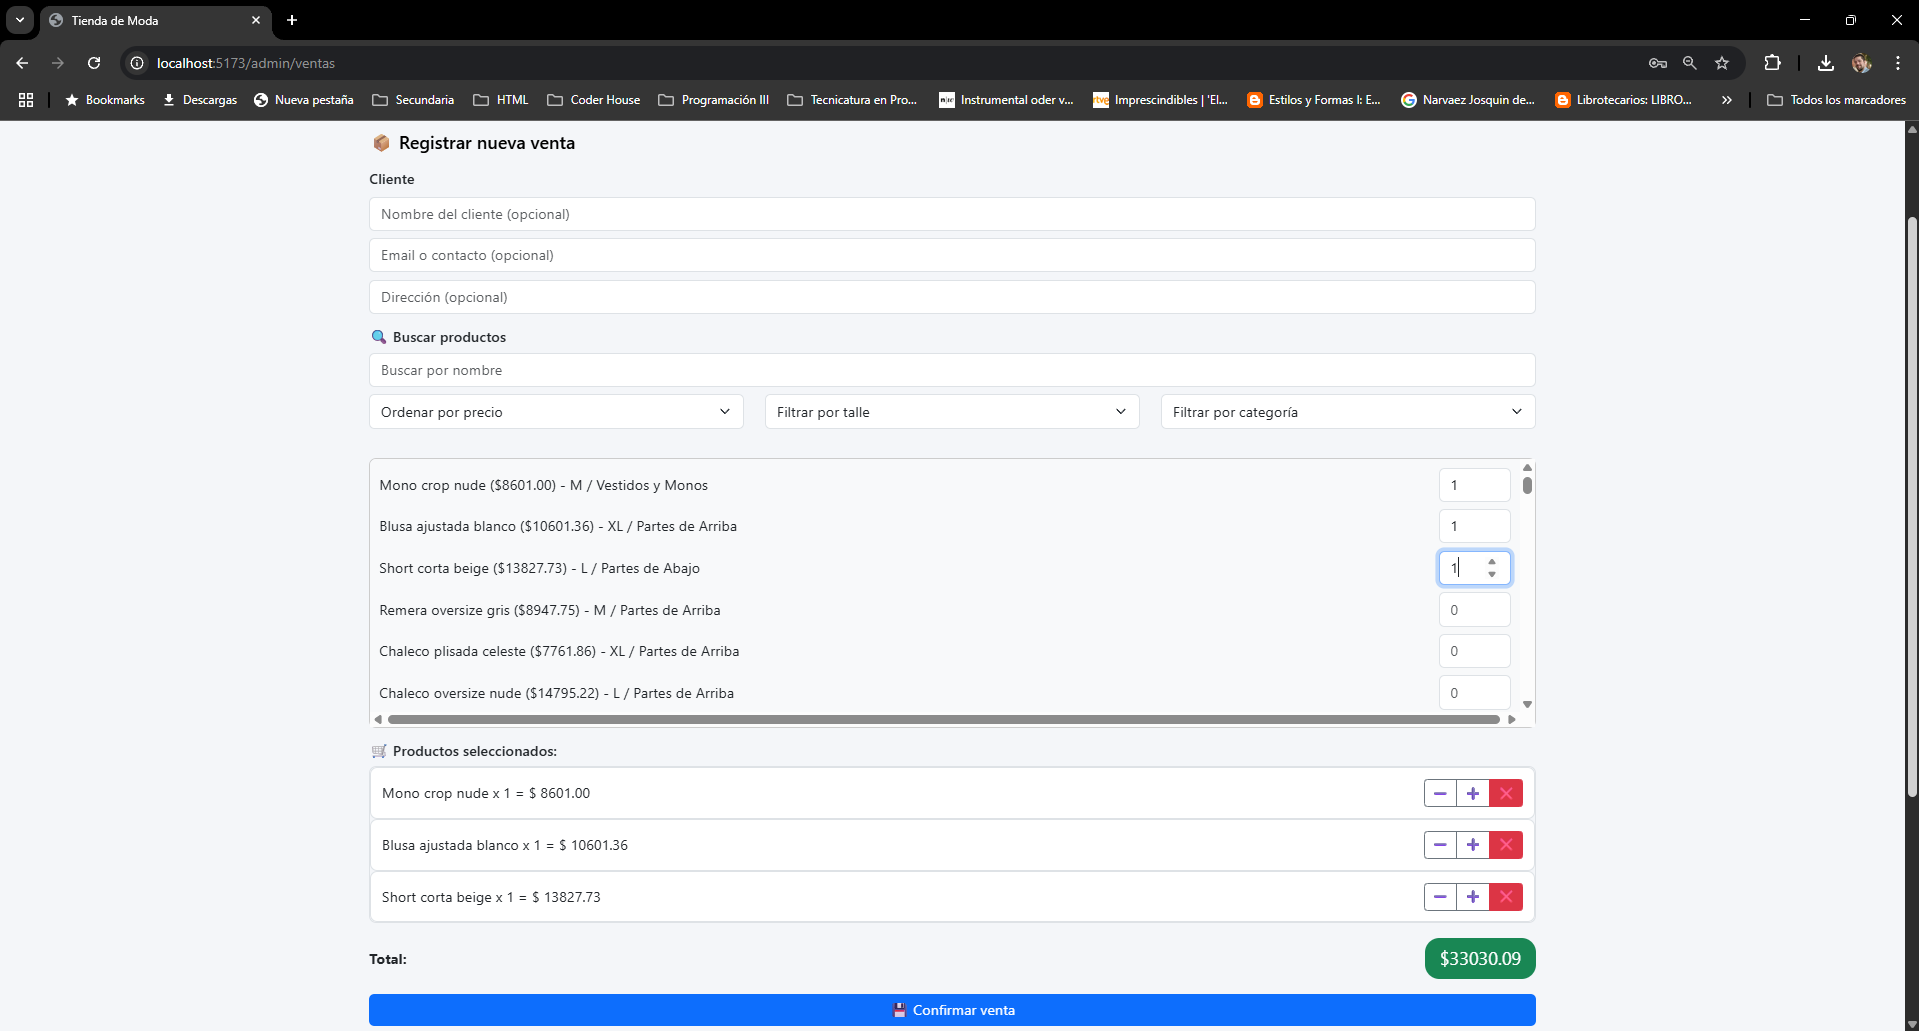 Tienda de Moda
localhost:5173/admin/ventas
Bookmarks
Descargas
Nueva pestaña
Secundaria
HTML
Coder House
Programación III
Tecnicatura en Pro...
Instrumental oder v...
Imprescindibles | 'El...
Estilos y Formas I: E...
Narvaez Josquin de...
Librotecarios: LIBRO...
Todos los marcadores
📦 Registrar nueva venta
Cliente
Nombre del cliente (opcional)
Email o contacto (opcional)
Dirección (opcional)
🔍 Buscar productos
Buscar por nombre
Ordenar por precio
Filtrar por talle
Filtrar por categoría
Mono crop nude ($8601.00) - M / Vestidos y Monos 1
Blusa ajustada blanco ($10601.36) - XL / Partes de Arriba 1
Short corta beige ($13827.73) - L / Partes de Abajo 1
Remera oversize gris ($8947.75) - M / Partes de Arriba 0
Chaleco plisada celeste ($7761.86) - XL / Partes de Arriba 0
Chaleco oversize nude ($14795.22) - L / Partes de Arriba 0
🛒 Productos seleccionados:
Mono crop nude x 1 = $ 8601.00
Blusa ajustada blanco x 1 = $ 10601.36
Short corta beige x 1 = $ 13827.73
Total: $33030.09
💾 Confirmar venta